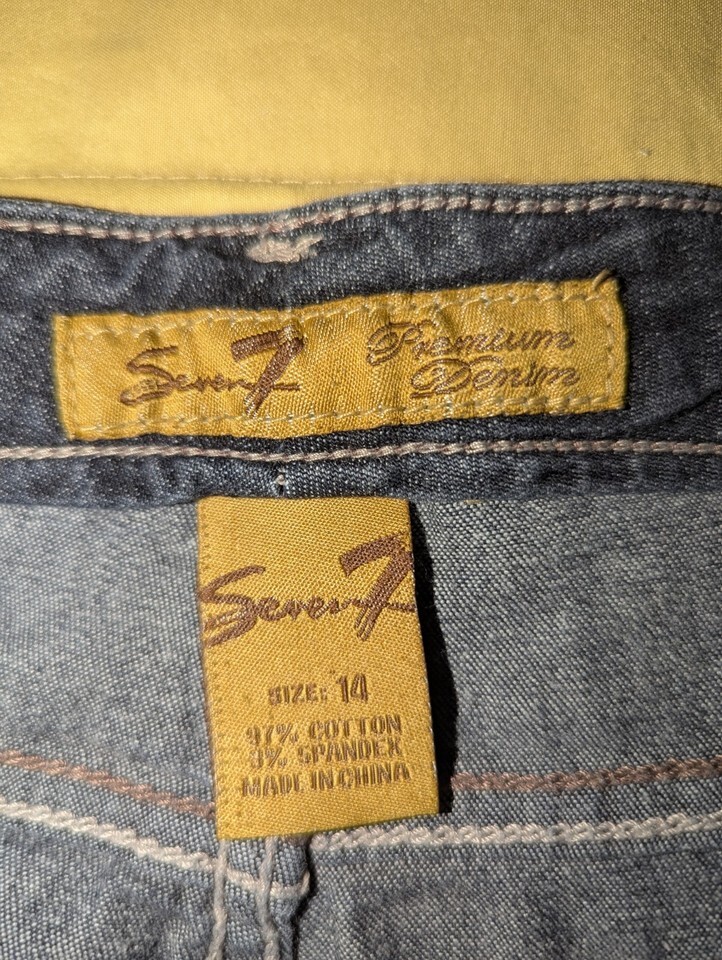 Seven7 Premium
Denim
Seven7
SIZE: 14
97% COTTON
3% SPANDEX
MADE IN CHINA